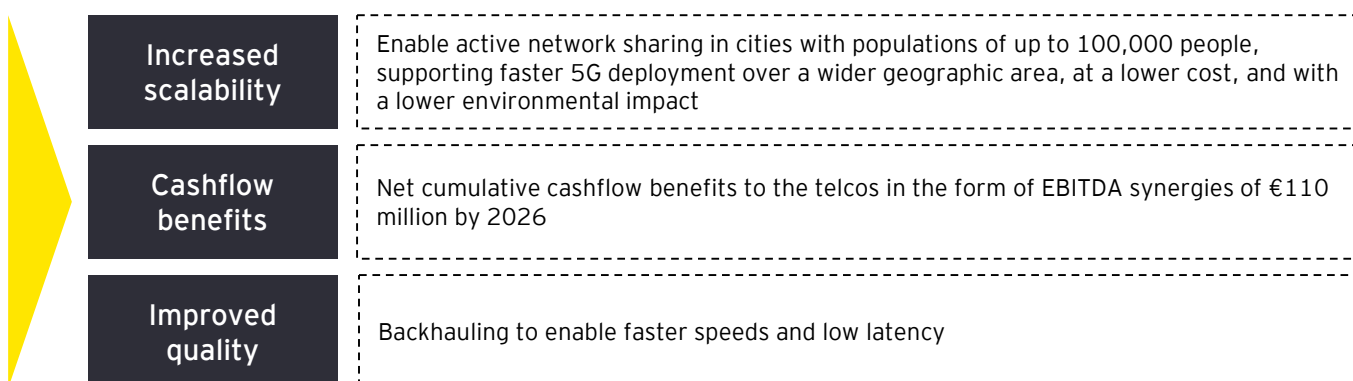 Increased
scalability
Enable active network sharing in cities with populations of up to 100,000 people,
supporting faster 5G deployment over a wider geographic area, at a lower cost, and with
a lower environmental impact
Cashflow
benefits
Net cumulative cashflow benefits to the telcos in the form of EBITDA synergies of €110
million by 2026
Improved
quality
Backhauling to enable faster speeds and low latency